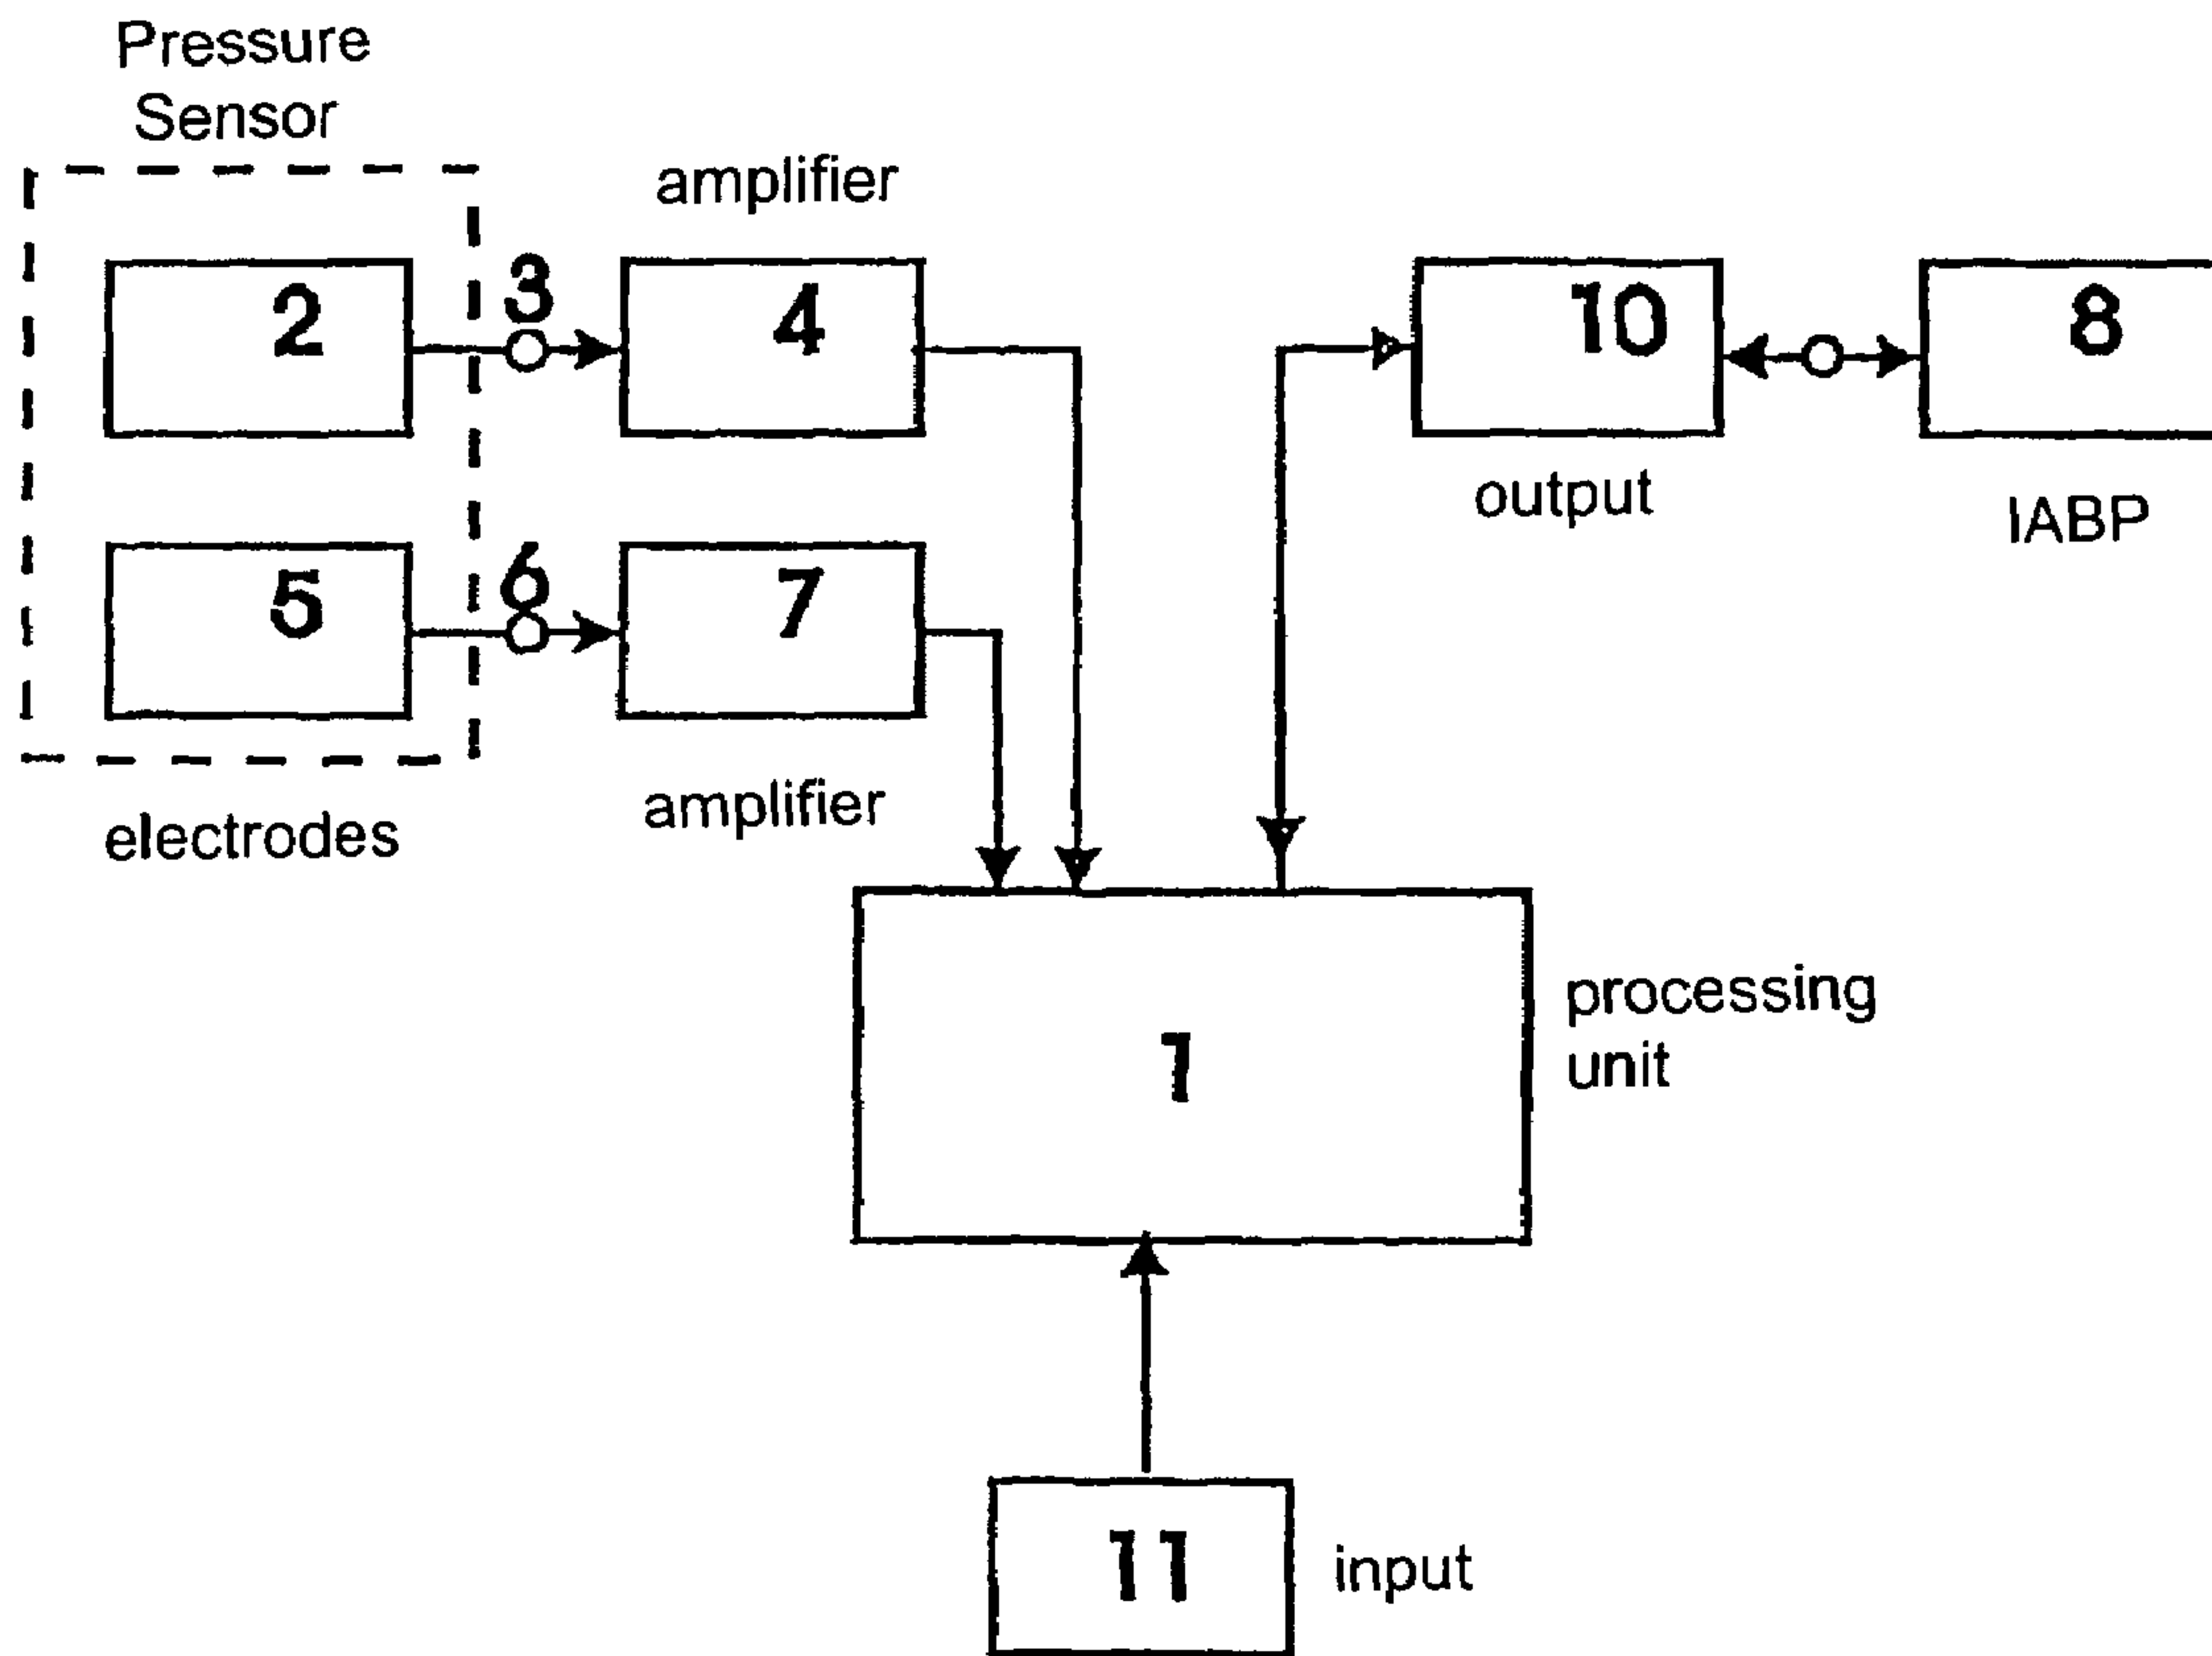 Pressure
Sensor
amplifier
2
3
4
10
8
output
IABP
5
6
7
electrodes
amplifier
1
processing
unit
11
input